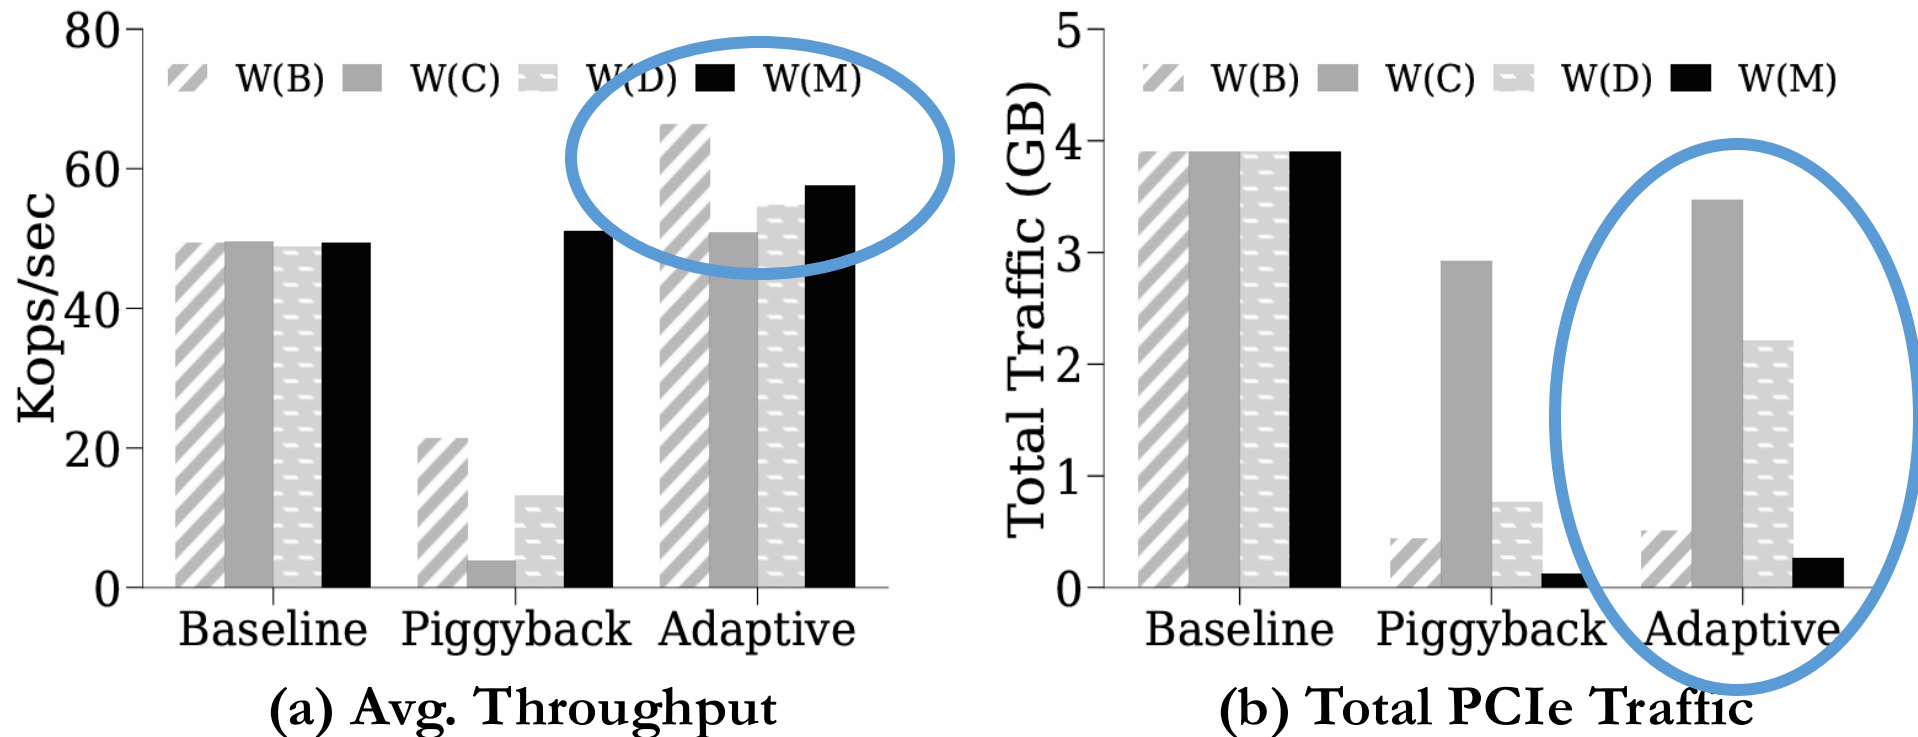 80
60
40
20
0
Kops/sec
W(B) W(C) W(D) W(M)
Baseline Piggyback Adaptive
(a) Avg. Throughput
5
4
3
2
1
0
Total Traffic (GB)
W(B) W(C) W(D) W(M)
Baseline Piggyback Adaptive
(b) Total PCIe Traffic